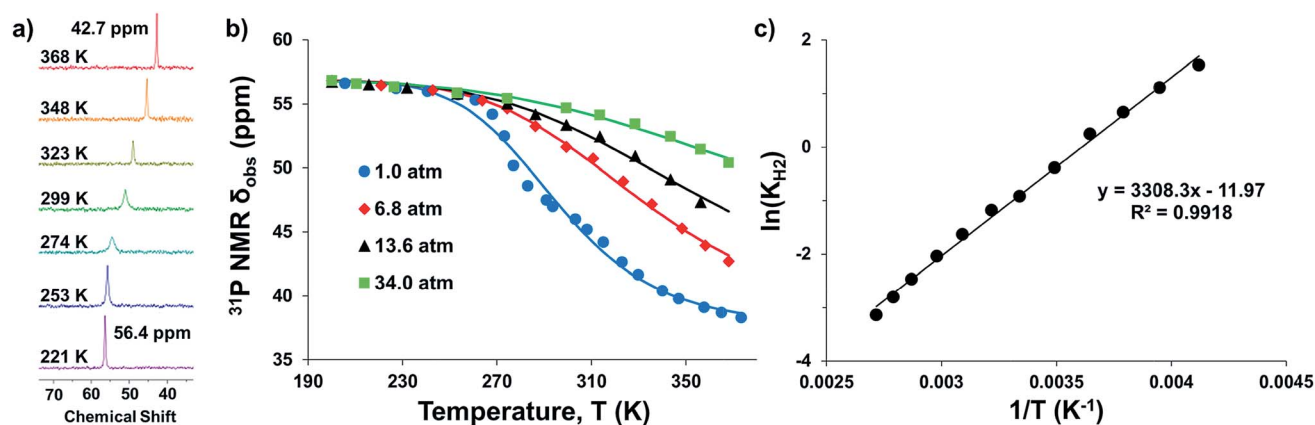 a)
42.7 ppm
368 K
348 K
323 K
299 K
274 K
253 K
56.4 ppm
221 K
70 60 50 40
Chemical Shift
b)
³¹P NMR δobs (ppm)
60
55
50
45
40
35
1.0 atm
6.8 atm
13.6 atm
34.0 atm
190 230 270 310 350
Temperature, T (K)
c)
ln(KH2)
2
0
-2
-4
y = 3308.3x - 11.97
R² = 0.9918
0.0025 0.003 0.0035 0.004 0.0045
1/T (K⁻¹)